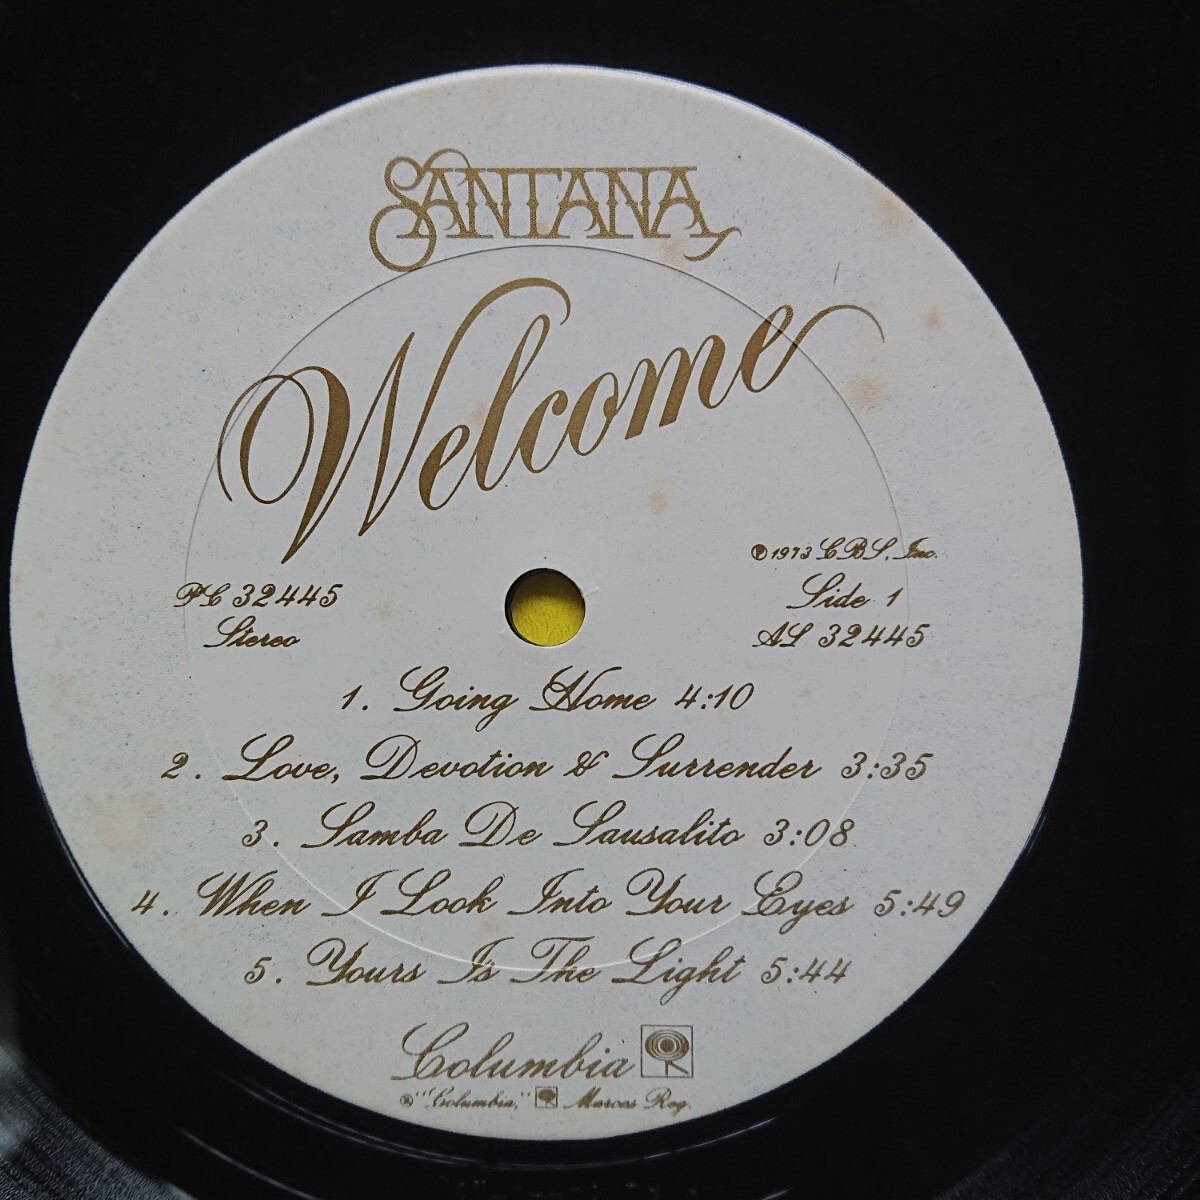 SANTANA
Welcome
℗ 1973 CBS, Inc.
PC 32445
Side 1
Stereo
AL 32445
1. Going Home 4:10
2. Love, Devotion & Surrender 3:35
3. Samba De Sausalito 3:08
4. When I Look Into Your Eyes 5:49
5. Yours Is The Light 5:44
Columbia
® "Columbia," Marcas Reg.